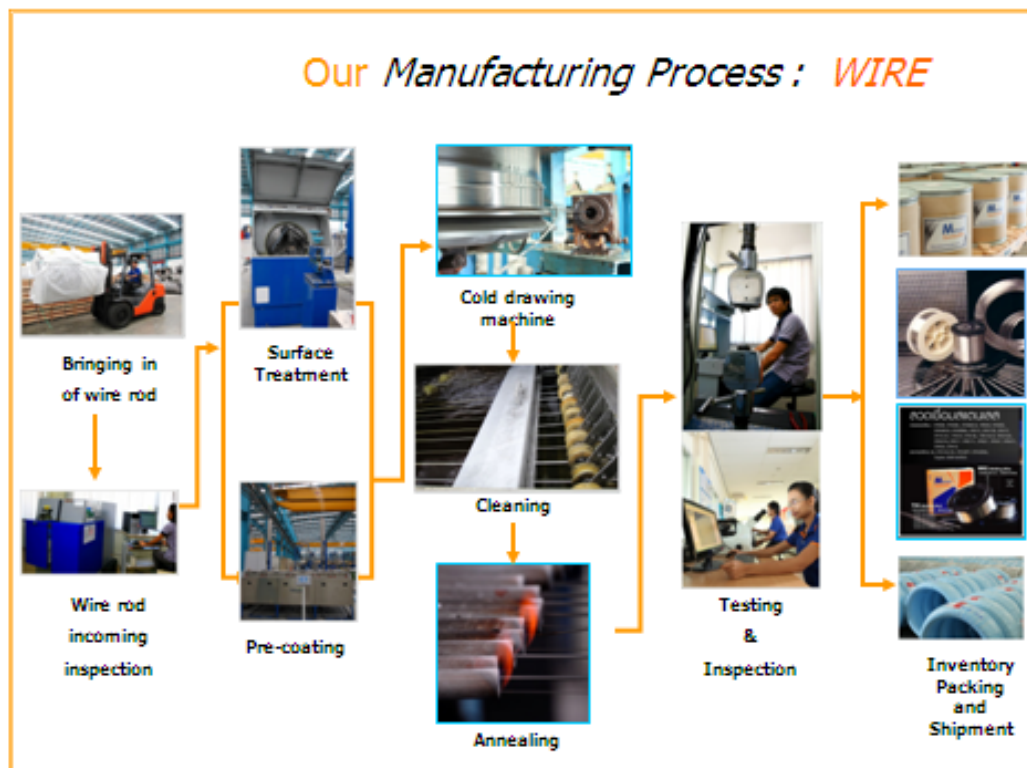 Our Manufacturing Process : WIRE
Bringing in
of wire rod
Wire rod
incoming
inspection
Surface
Treatment
Pre-coating
Cold drawing
machine
Cleaning
Annealing
Testing
&
Inspection
Inventory
Packing
and
Shipment